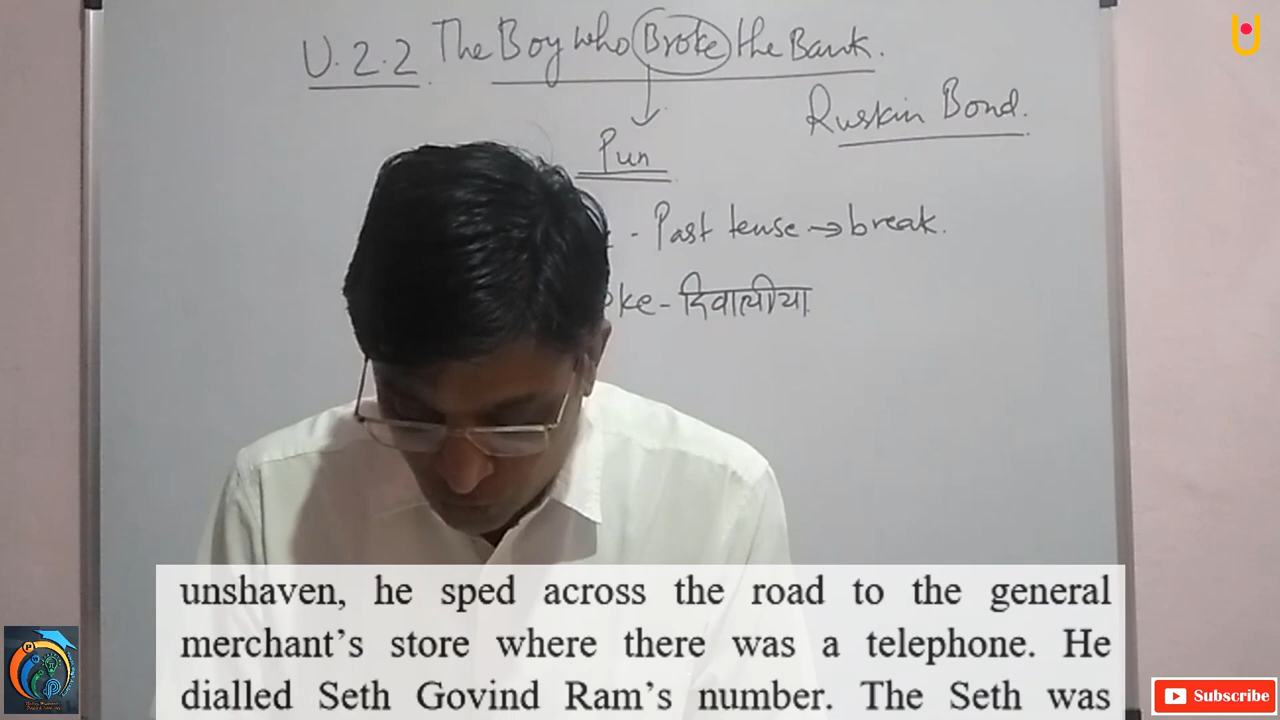 U.2.2 The Boy who Broke the Bank.
Ruskin Bond.
Pun
- Past tense → break.
oke - दिवालीया
unshaven, he sped across the road to the general
merchant's store where there was a telephone. He
dialled Seth Govind Ram's number. The Seth was
Subscribe